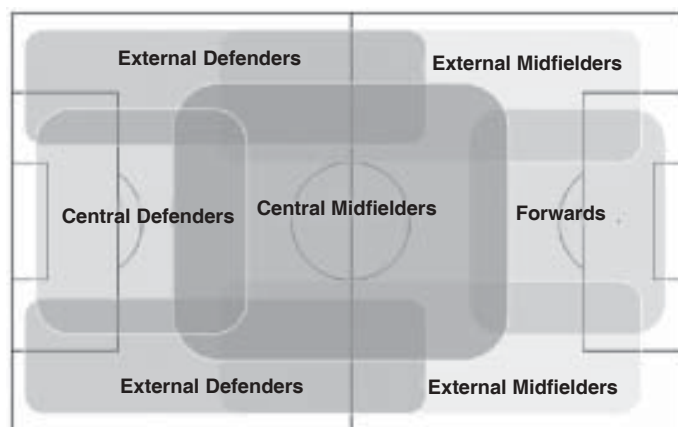 External Defenders
External Midfielders
Central Defenders
Central Midfielders
Forwards
External Defenders
External Midfielders